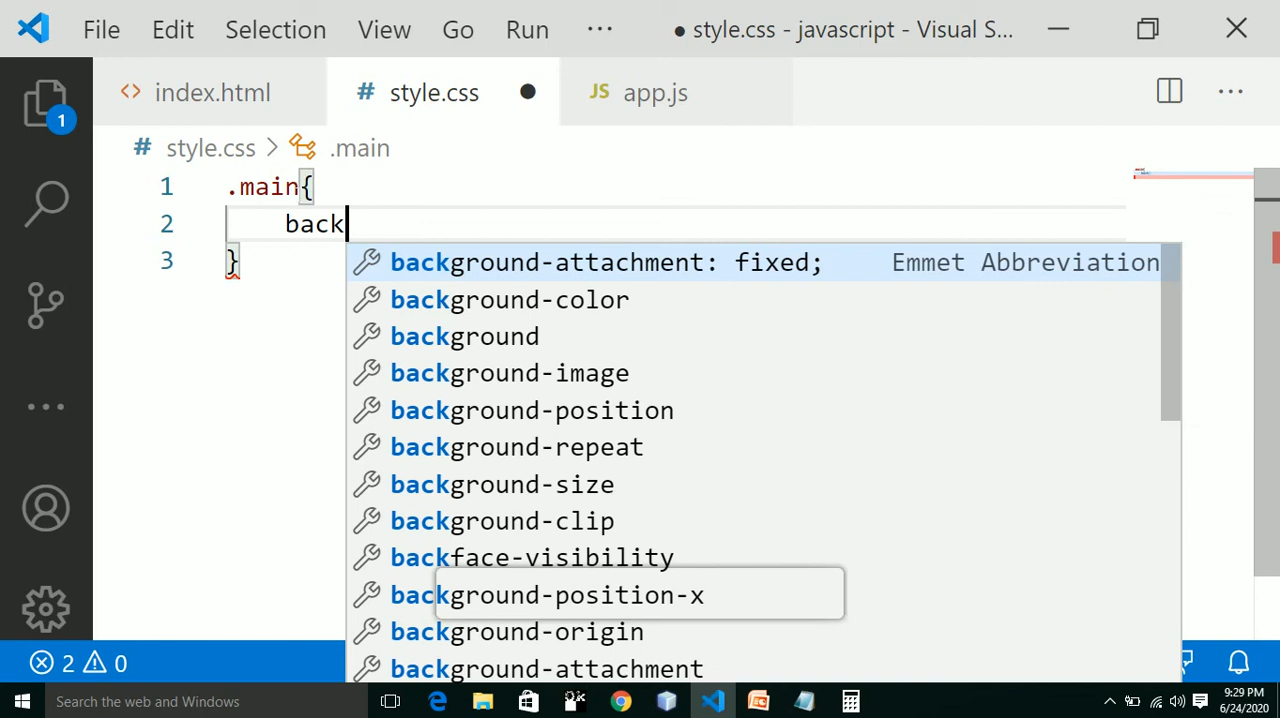 File Edit Selection View Go Run ··· ● style.css - javascript - Visual S...
<> index.html # style.css ● JS app.js ···
1
# style.css > .main
1 .main{
2 back
3 }
background-attachment: fixed; Emmet Abbreviation
background-color
background
background-image
background-position
background-repeat
background-size
background-clip
backface-visibility
background-position-x
background-origin
background-attachment
2 0
Search the web and Windows
9:29 PM
6/24/2020